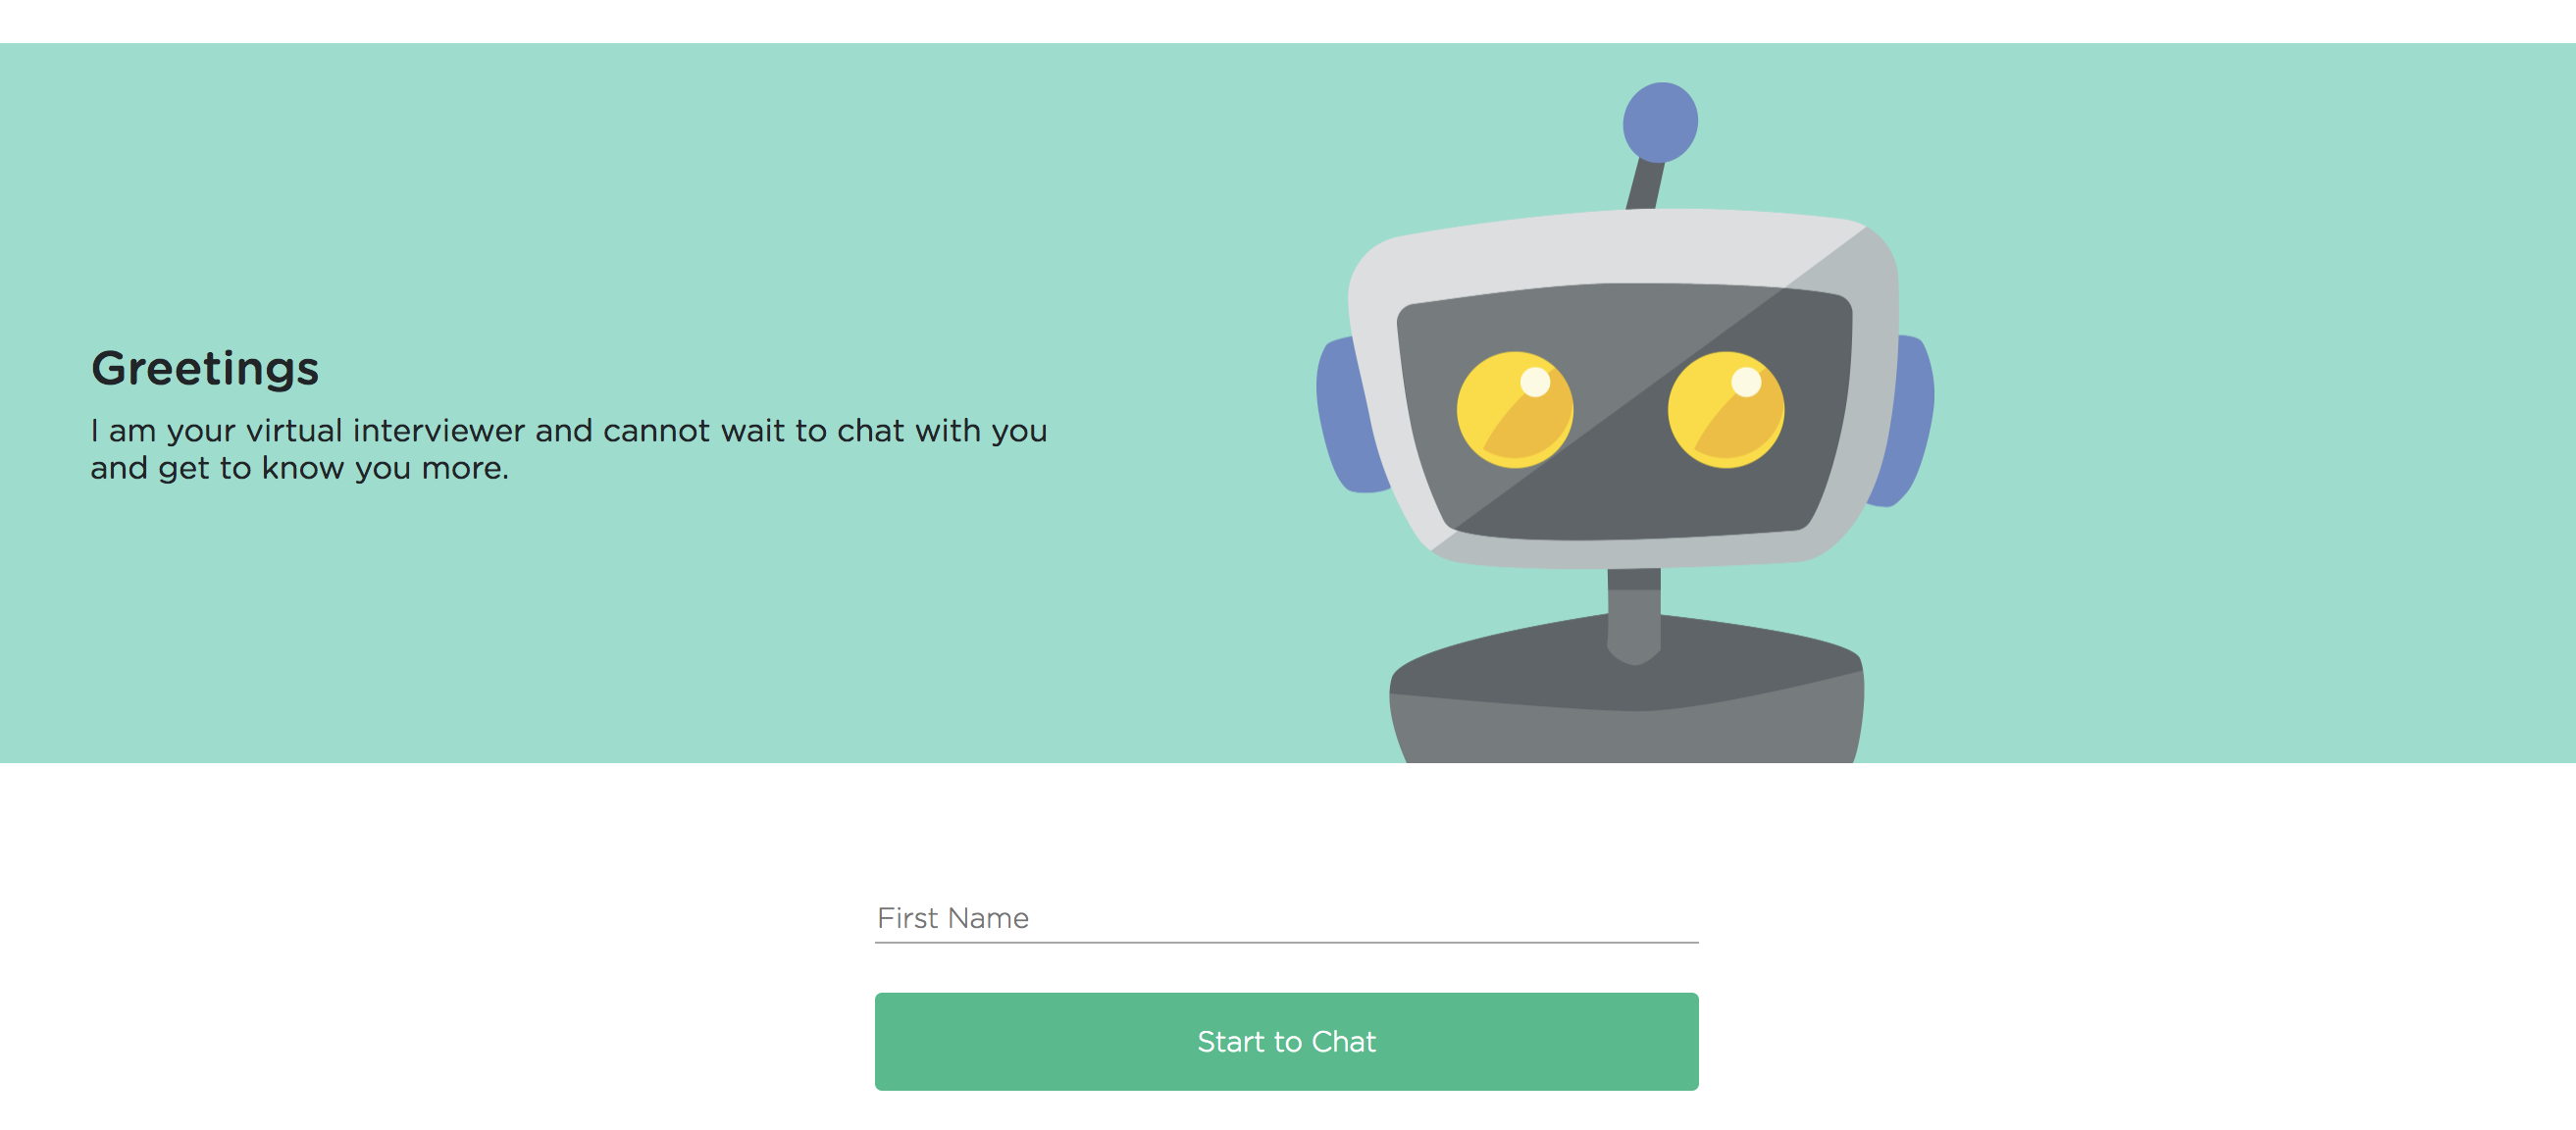 Greetings
I am your virtual interviewer and cannot wait to chat with you
and get to know you more.
First Name
Start to Chat